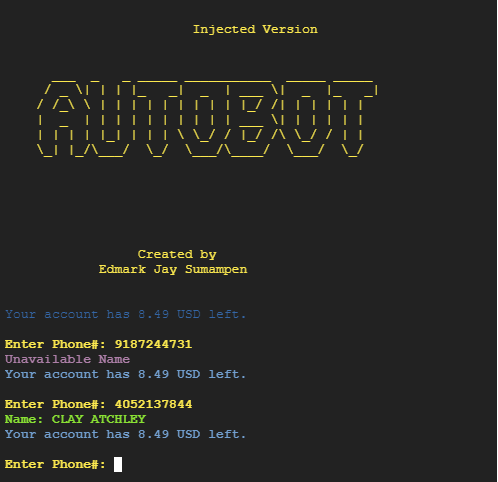 Injected Version
AUTOBOT
Created by
Edmark Jay Sumampen
Your account has 8.49 USD left.
Enter Phone#: 9187244731
Unavailable Name
Your account has 8.49 USD left.
Enter Phone#: 4052137844
Name: CLAY ATCHLEY
Your account has 8.49 USD left.
Enter Phone#: